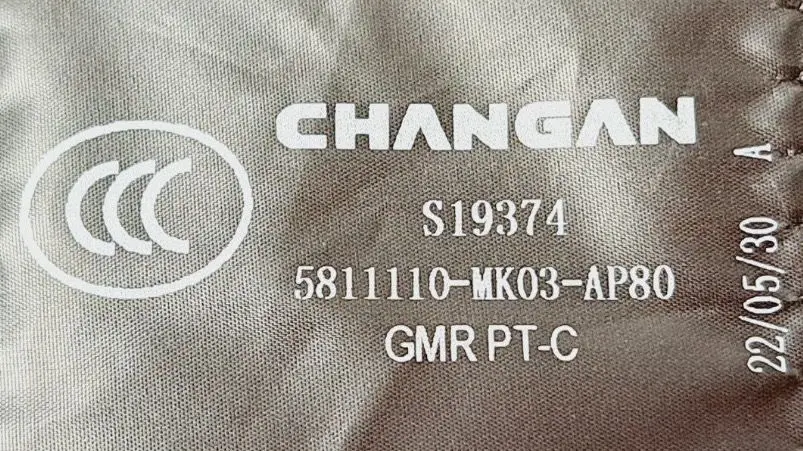 CCC
CHANGAN
S19374
5811110-MK03-AP80
GMR PT-C
22/05/30 A